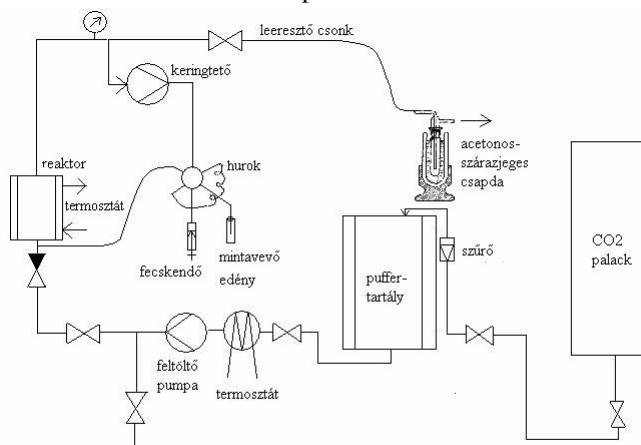 leeresztő csonk
keringtető
reaktor
termosztát
hurok
acetonos-
szárazjeges
csapda
fecskendő
mintavevő
edény
szűrő
puffer-
tartály
CO2
palack
feltöltő
pumpa
termosztát